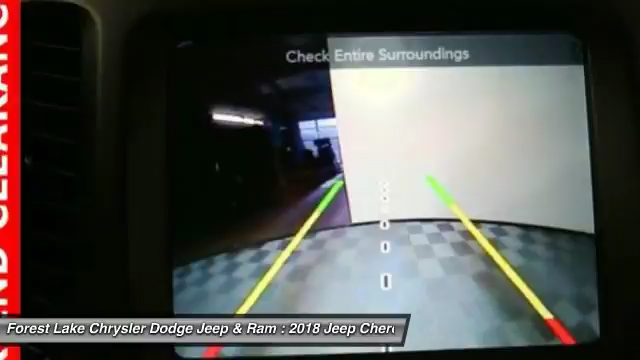 Check Entire Surroundings
Forest Lake Chrysler Dodge Jeep & Ram : 2018 Jeep Cher